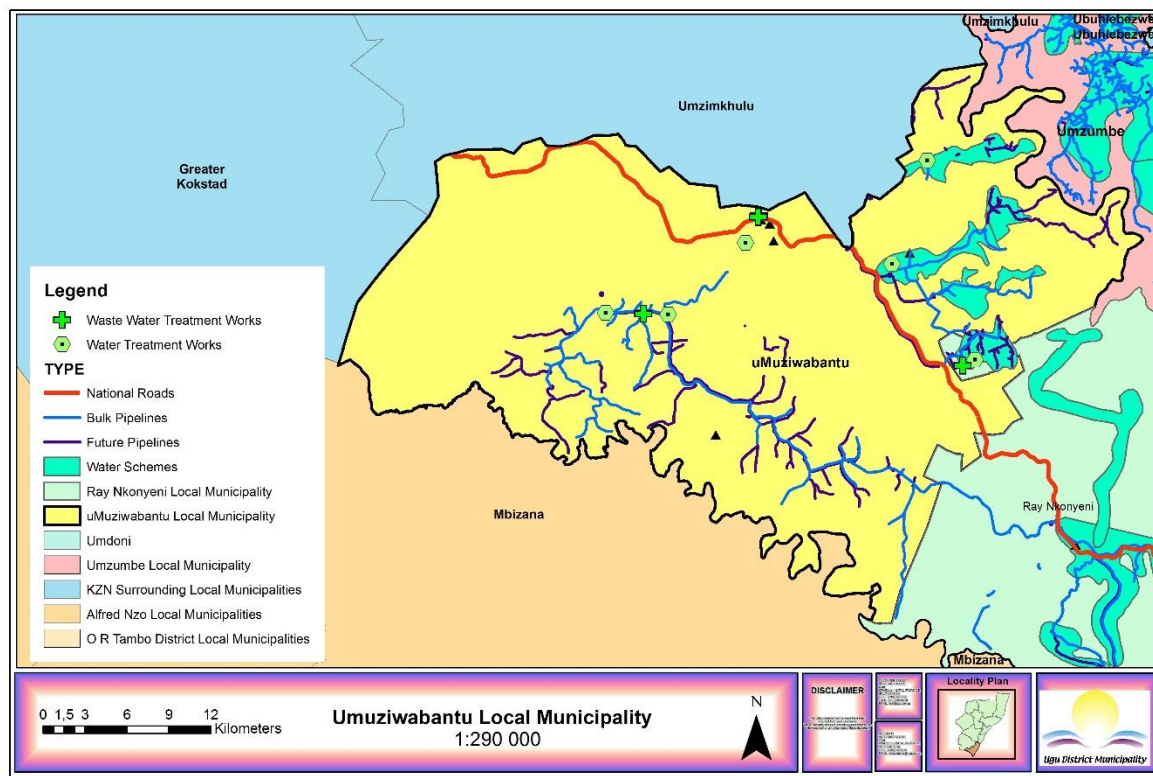 Umzimkhulu
Ubuhlebezwe
Ubuhlebezwe
Umzimkhulu
Umzumbe
Greater
Kokstad
uMuziwabantu
Mbizana
Ray Nkonyeni
Mbizana
Legend
Waste Water Treatment Works
Water Treatment Works
TYPE
National Roads
Bulk Pipelines
Future Pipelines
Water Schemes
Ray Nkonyeni Local Municipality
uMuziwabantu Local Municipality
Umdoni
Umzumbe Local Municipality
KZN Surrounding Local Municipalities
Alfred Nzo Local Municipalities
O R Tambo District Local Municipalities
0 1,5 3 6 9 12
Kilometers
Umuziwabantu Local Municipality
1:290 000
N
DISCLAIMER
Locality Plan
Ugu District Municipality